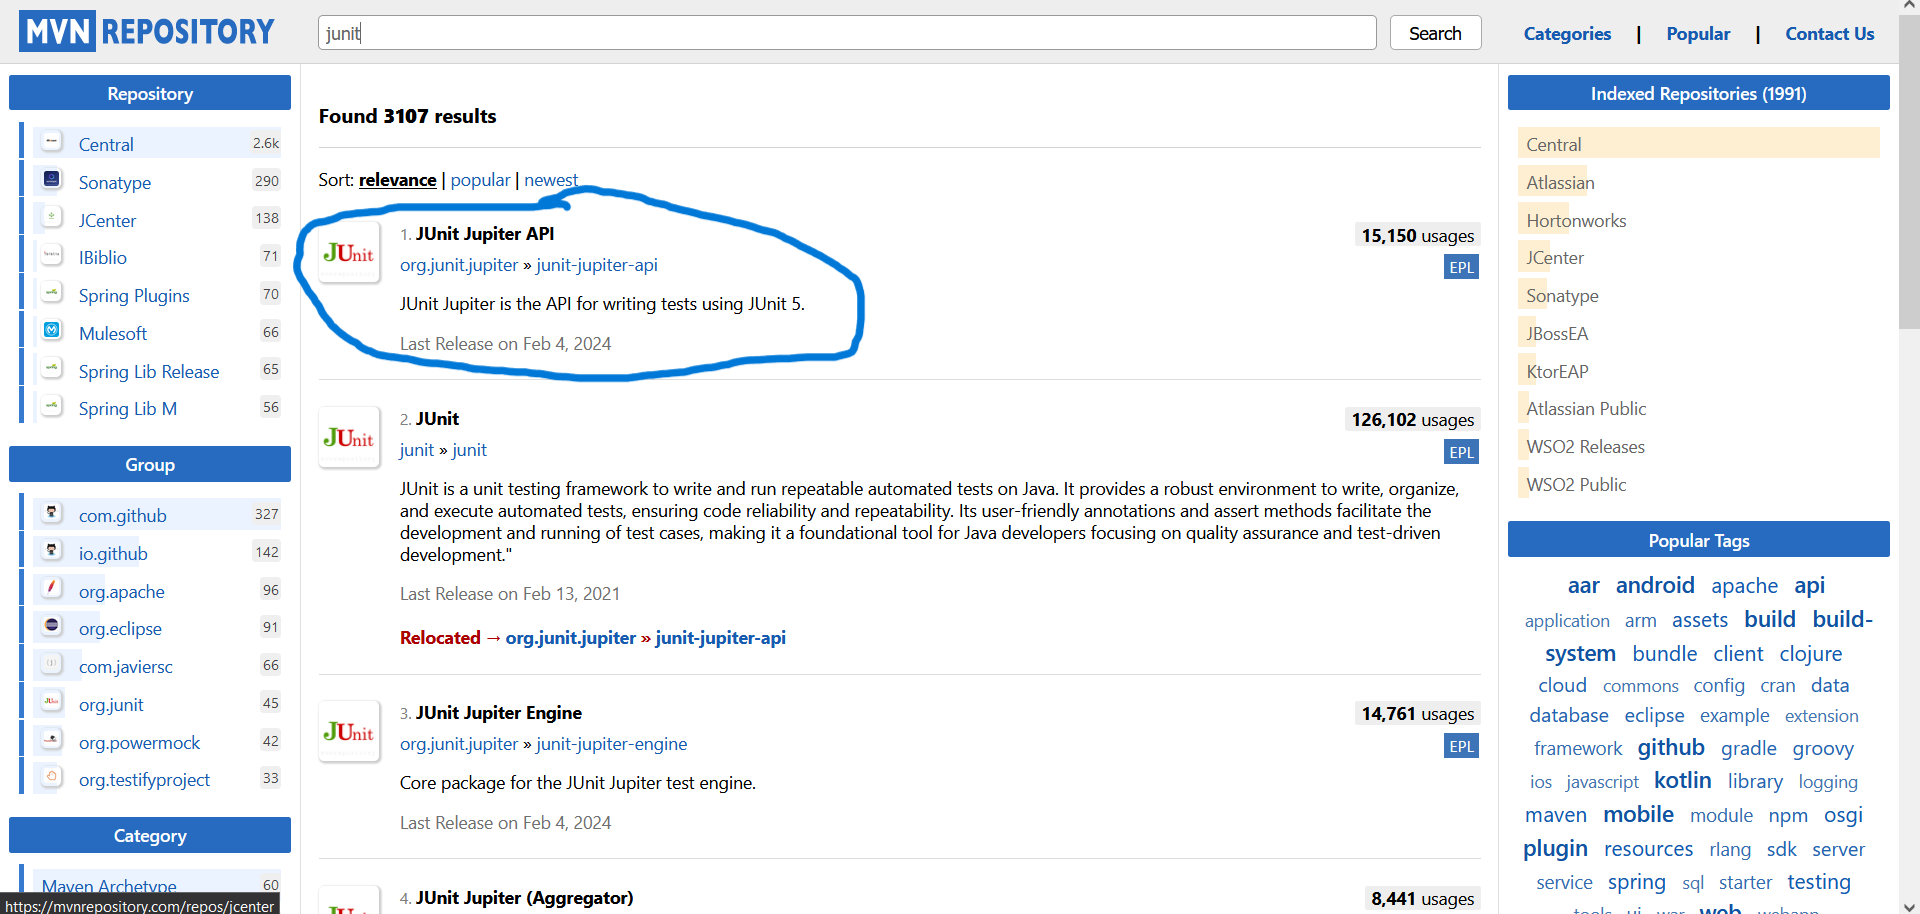 MVN REPOSITORY
junit
Search
Categories | Popular | Contact Us
Repository
Central 2.6k
Sonatype 290
JCenter 138
IBiblio 71
Spring Plugins 70
Mulesoft 66
Spring Lib Release 65
Spring Lib M 56
Group
com.github 327
io.github 142
org.apache 96
org.eclipse 91
com.javiersc 66
org.junit 45
org.powermock 42
org.testifyproject 33
Category
Maven Archetype 60
https://mvnrepository.com/repos/jcenter
Found 3107 results
Sort: relevance | popular | newest
JUnit
1. JUnit Jupiter API
15,150 usages
org.junit.jupiter » junit-jupiter-api
EPL
JUnit Jupiter is the API for writing tests using JUnit 5.
Last Release on Feb 4, 2024
JUnit
2. JUnit
126,102 usages
junit » junit
EPL
JUnit is a unit testing framework to write and run repeatable automated tests on Java. It provides a robust environment to write, organize,
and execute automated tests, ensuring code reliability and repeatability. Its user-friendly annotations and assert methods facilitate the
development and running of test cases, making it a foundational tool for Java developers focusing on quality assurance and test-driven
development."
Last Release on Feb 13, 2021
Relocated → org.junit.jupiter » junit-jupiter-api
JUnit
3. JUnit Jupiter Engine
14,761 usages
org.junit.jupiter » junit-jupiter-engine
EPL
Core package for the JUnit Jupiter test engine.
Last Release on Feb 4, 2024
JUnit
4. JUnit Jupiter (Aggregator)
8,441 usages
Indexed Repositories (1991)
Central
Atlassian
Hortonworks
JCenter
Sonatype
JBossEA
KtorEAP
Atlassian Public
WSO2 Releases
WSO2 Public
Popular Tags
aar android apache api
application arm assets build build-
system bundle client clojure
cloud commons config cran data
database eclipse example extension
framework github gradle groovy
ios javascript kotlin library logging
maven mobile module npm osgi
plugin resources rlang sdk server
service spring sql starter testing
tools ui war web webapp